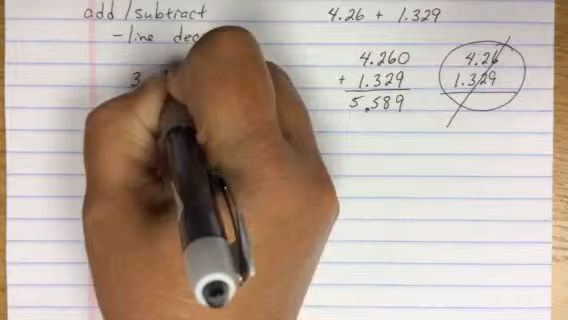 add / subtract
- line
3
4.26 + 1.329
4.260
+ 1.329
5.589
4.26
1.329